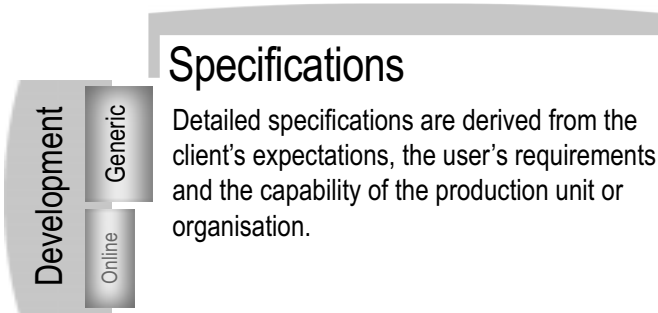 Specifications
Development
Generic
Online
Detailed specifications are derived from the
client’s expectations, the user’s requirements
and the capability of the production unit or
organisation.